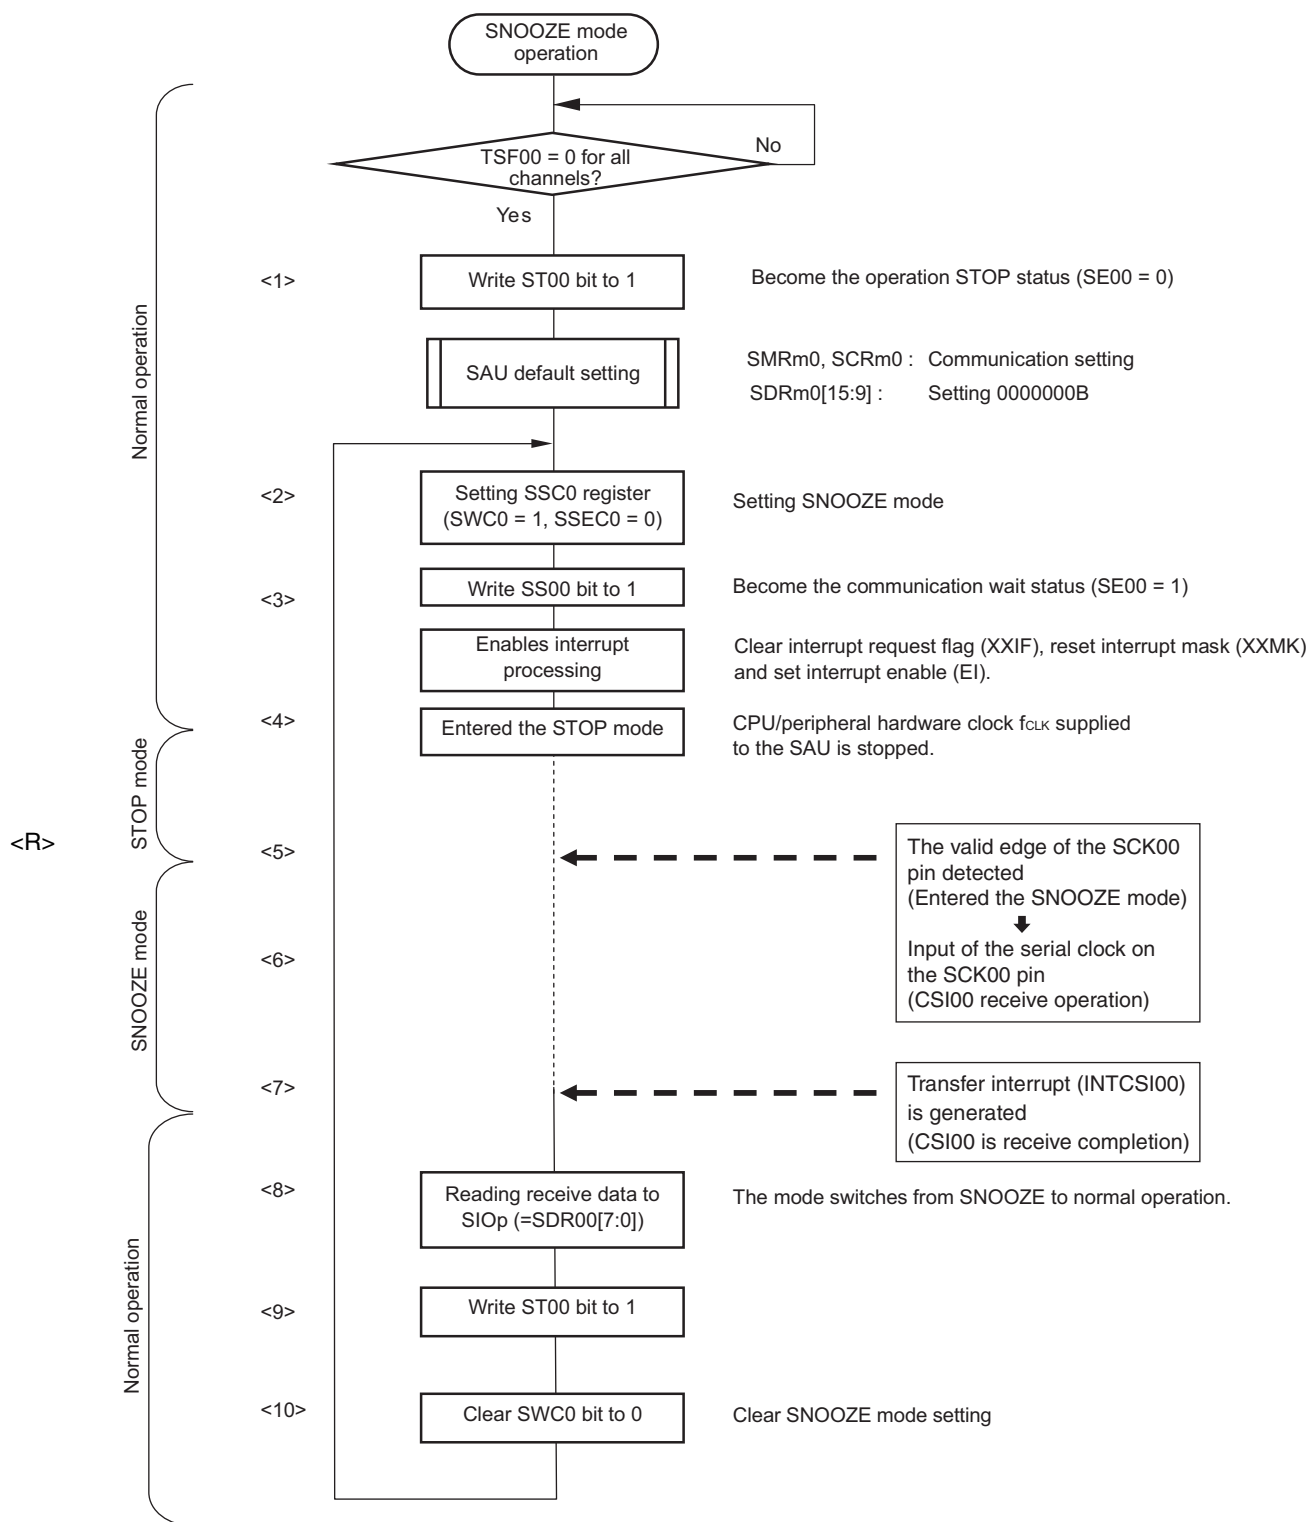 SNOOZE mode
operation
TSF00 = 0 for all
channels?
No
Yes
<1>
Write ST00 bit to 1
Become the operation STOP status (SE00 = 0)
SAU default setting
SMRm0, SCRm0 : Communication setting
SDRm0[15:9] : Setting 0000000B
Normal operation
<2>
Setting SSC0 register
(SWC0 = 1, SSEC0 = 0)
Setting SNOOZE mode
<3>
Write SS00 bit to 1
Become the communication wait status (SE00 = 1)
Enables interrupt
processing
Clear interrupt request flag (XXIF), reset interrupt mask (XXMK)
and set interrupt enable (EI).
<4>
Entered the STOP mode
CPU/peripheral hardware clock fCLK supplied
to the SAU is stopped.
STOP mode
<R>
<5>
The valid edge of the SCK00
pin detected
(Entered the SNOOZE mode)
Input of the serial clock on
the SCK00 pin
(CSI00 receive operation)
SNOOZE mode
<6>
<7>
Transfer interrupt (INTCSI00)
is generated
(CSI00 is receive completion)
<8>
Reading receive data to
SIOp (=SDR00[7:0])
The mode switches from SNOOZE to normal operation.
Normal operation
<9>
Write ST00 bit to 1
<10>
Clear SWC0 bit to 0
Clear SNOOZE mode setting